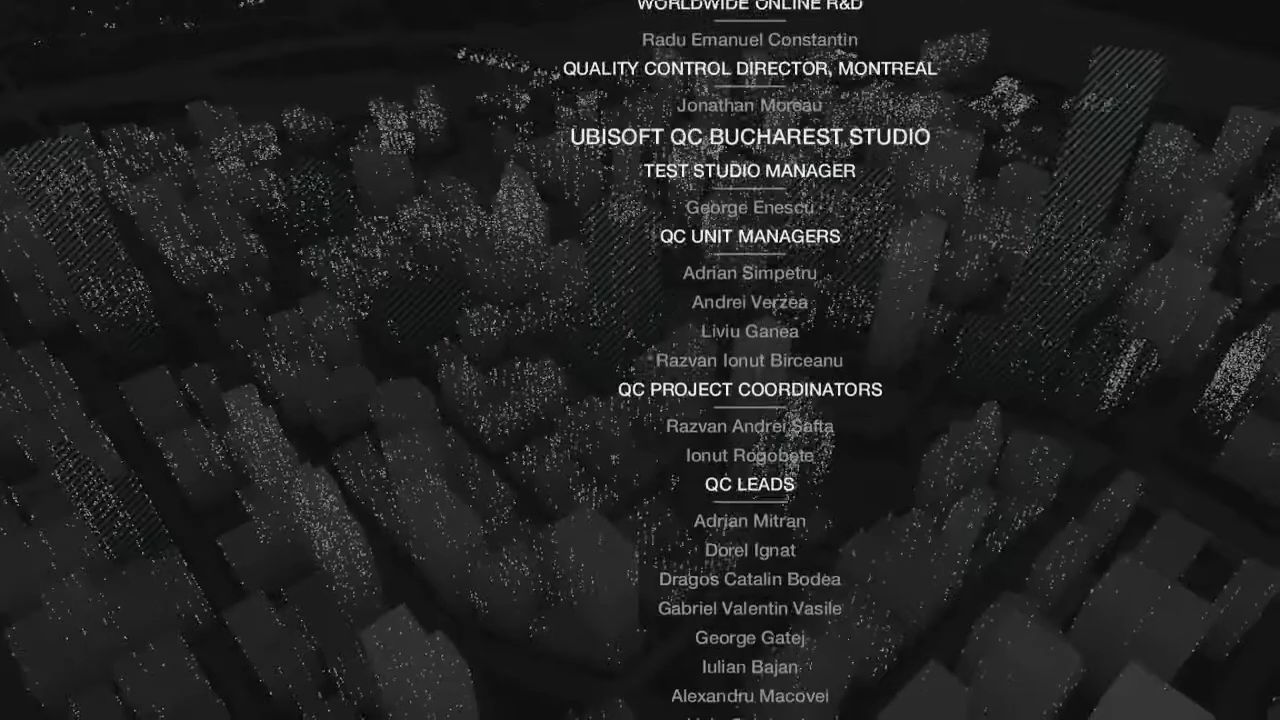 WORLDWIDE ONLINE R&D
Radu Emanuel Constantin
QUALITY CONTROL DIRECTOR, MONTREAL
Jonathan Moreau
UBISOFT QC BUCHAREST STUDIO
TEST STUDIO MANAGER
George Enescu
QC UNIT MANAGERS
Adrian Simpetru
Andrei Verzea
Liviu Ganea
Razvan Ionut Birceanu
QC PROJECT COORDINATORS
Razvan Andrei Safta
Ionut Rogobete
QC LEADS
Adrian Mitran
Dorel Ignat
Dragos Catalin Bodea
Gabriel Valentin Vasile
George Gatej
Iulian Bajan
Alexandru Macovei